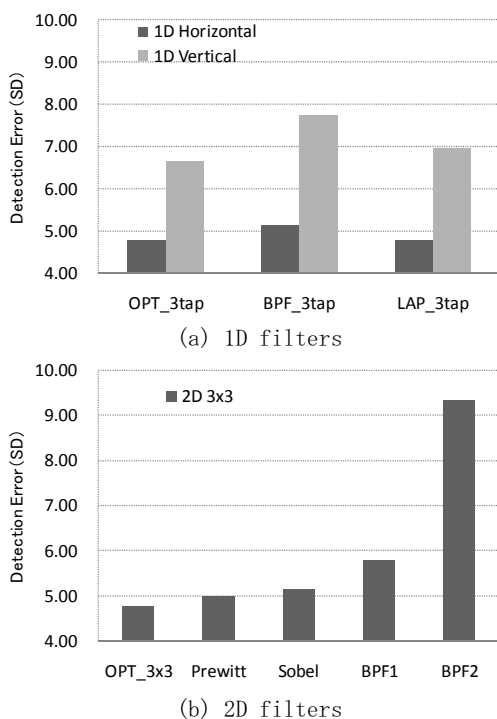 10.00
1D Horizontal
1D Vertical
9.00
8.00
7.00
6.00
5.00
4.00
Detection Error (SD)
OPT_3tap BPF_3tap LAP_3tap
(a) 1D filters
10.00
2D 3x3
9.00
8.00
7.00
6.00
5.00
4.00
Detection Error (SD)
OPT_3x3 Prewitt Sobel BPF1 BPF2
(b) 2D filters